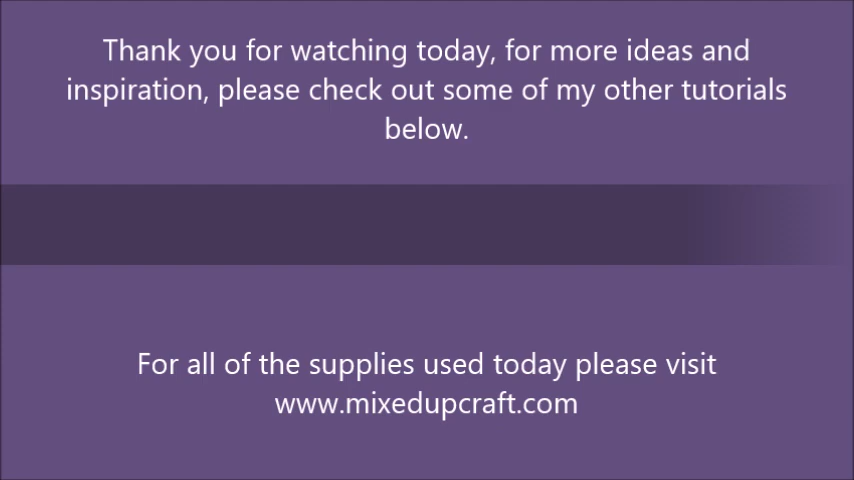 Thank you for watching today, for more ideas and
inspiration, please check out some of my other tutorials
below.
For all of the supplies used today please visit
www.mixedupcraft.com